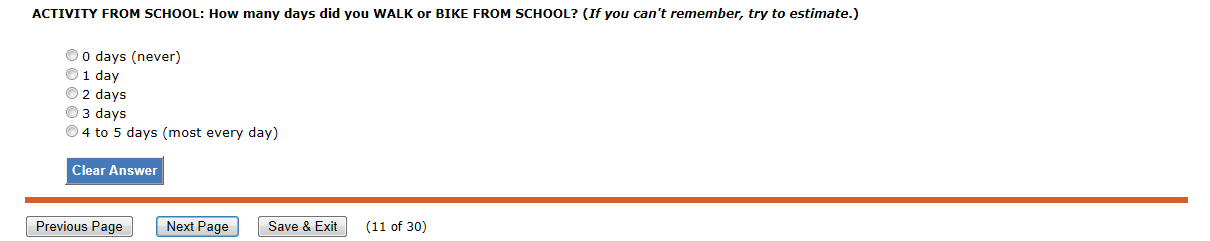 ACTIVITY FROM SCHOOL: How many days did you WALK or BIKE FROM SCHOOL? (If you can't remember, try to estimate.)
0 days (never)
1 day
2 days
3 days
4 to 5 days (most every day)
Clear Answer
Previous Page Next Page Save & Exit (11 of 30)